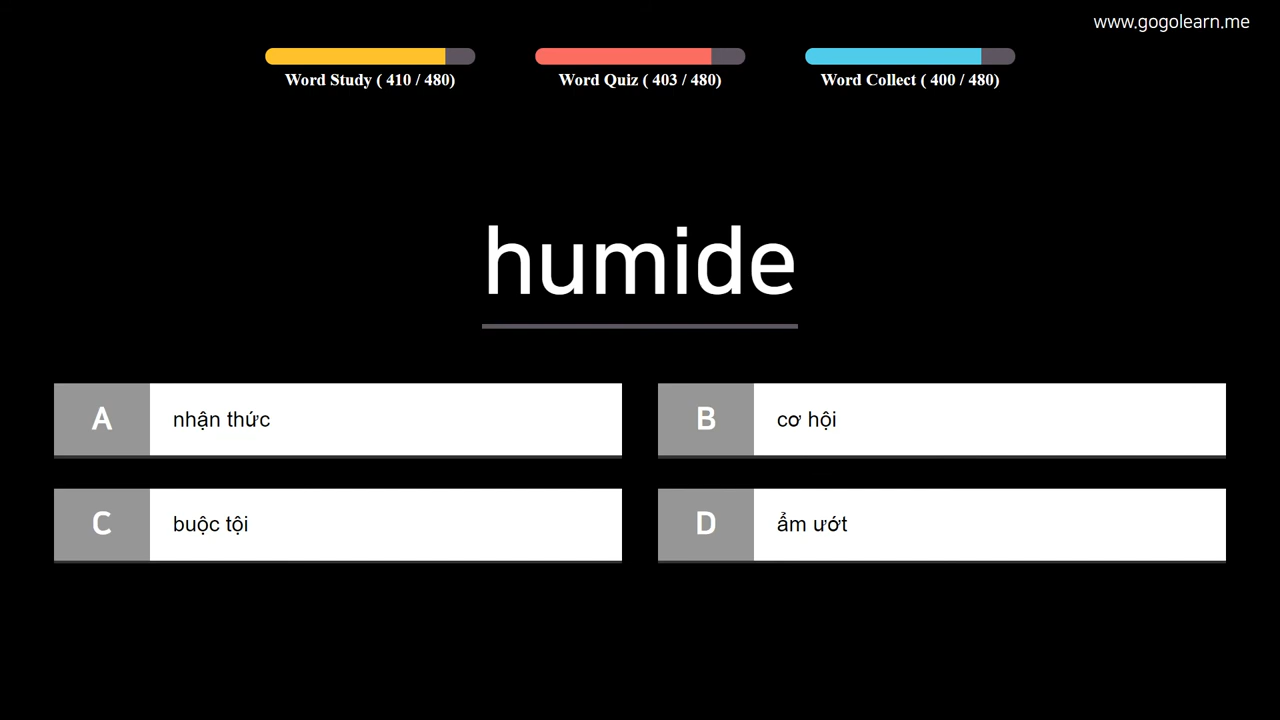 www.gogolearn.me
Word Study ( 410 / 480)
Word Quiz ( 403 / 480)
Word Collect ( 400 / 480)
humide
A
nhận thức
B
cơ hội
C
buộc tội
D
ẩm ướt